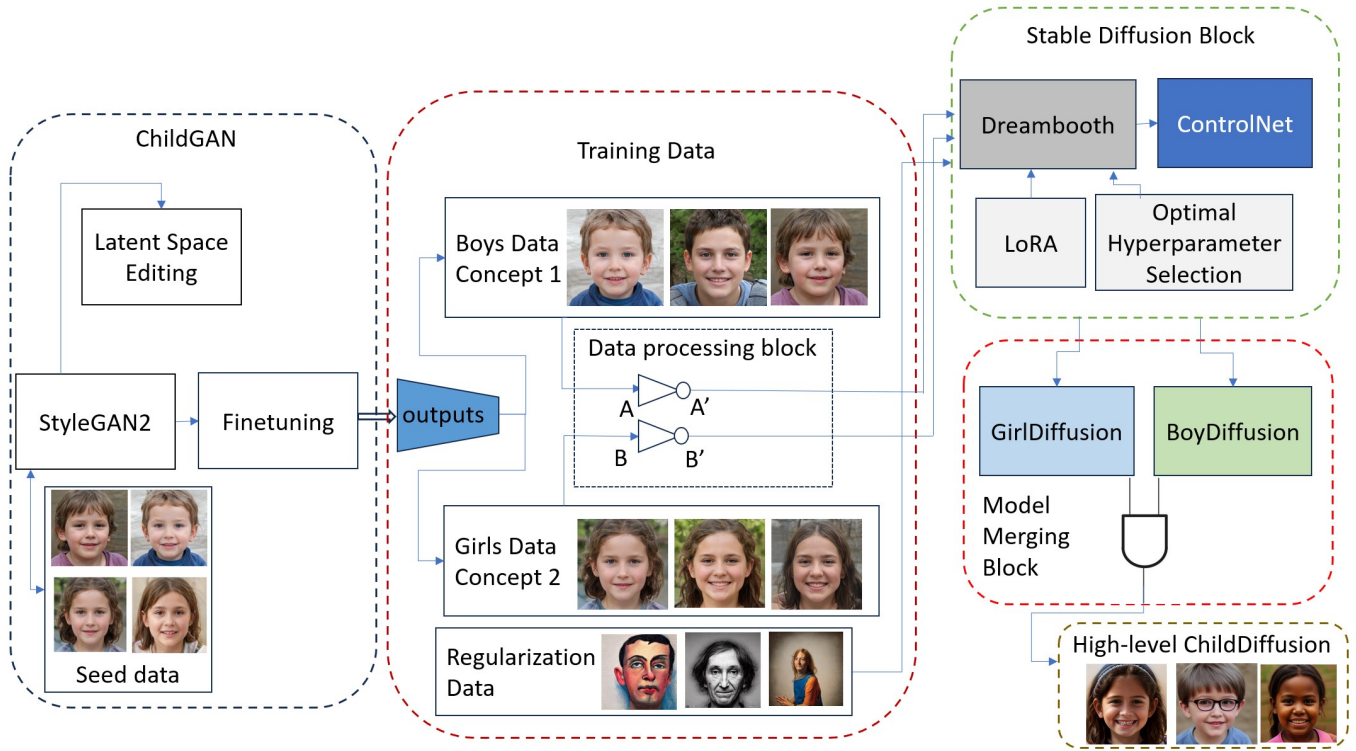 ChildGAN
Latent Space
Editing
StyleGAN2
Finetuning
Seed data
outputs
Training Data
Boys Data
Concept 1
Data processing block
A
A’
B
B’
Girls Data
Concept 2
Regularization
Data
Stable Diffusion Block
Dreambooth
ControlNet
LoRA
Optimal
Hyperparameter
Selection
GirlDiffusion
BoyDiffusion
Model
Merging
Block
High-level ChildDiffusion